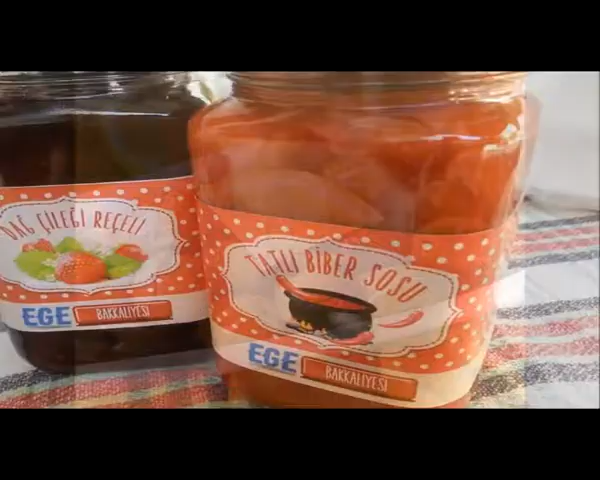 DAĞ ÇİLEĞİ REÇELİ
EGE BAKKALİYESİ
TATLI BİBER SOSU
EGE BAKKALİYESİ